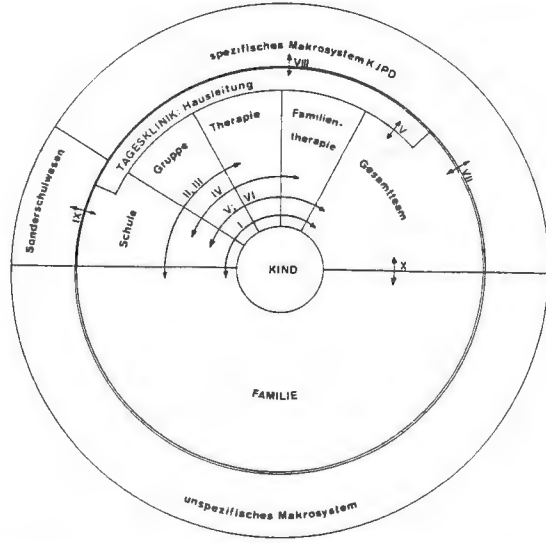 spezifisches Makrosystem KJPD
VIII
TAGESKLINIK: Hausleitung
Therapie
Familien-
therapie
V
Gruppe
Gesamtteam
VII
Sonderschulwesen
IX
Schule
II, III
IV
V; VI
I
KIND
X
FAMILIE
unspezifisches Makrosystem